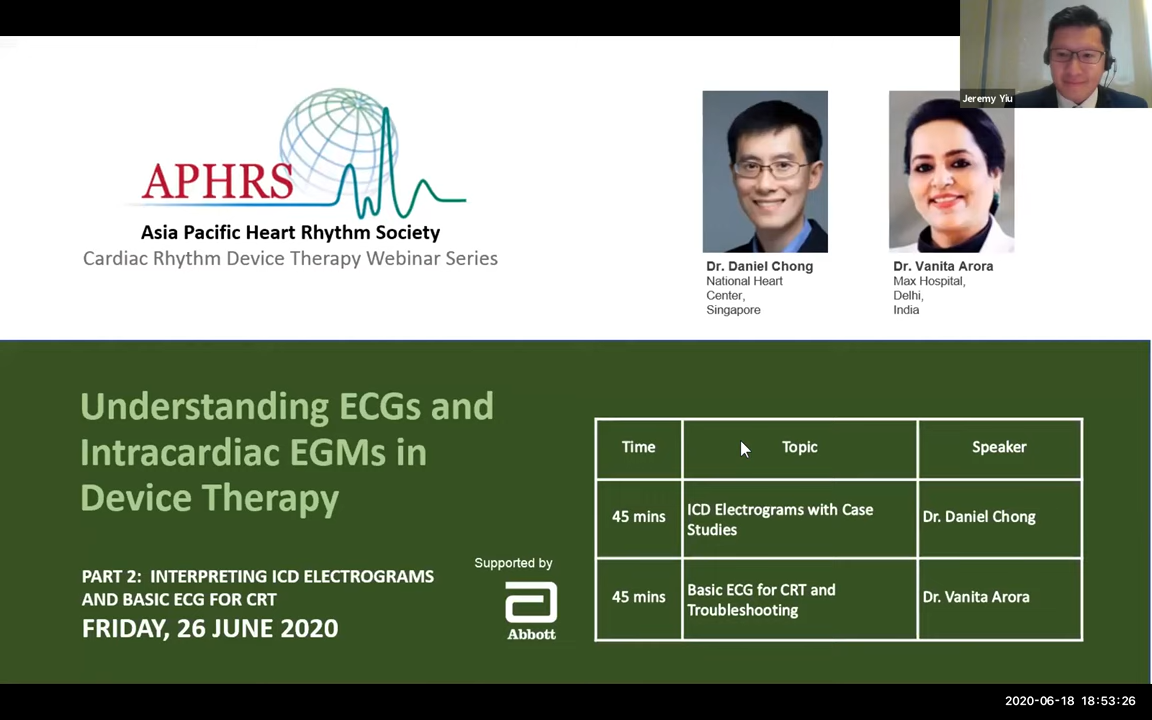 Jeremy Yiu
APHRS
Asia Pacific Heart Rhythm Society
Cardiac Rhythm Device Therapy Webinar Series
Dr. Daniel Chong
National Heart
Center,
Singapore
Dr. Vanita Arora
Max Hospital,
Delhi,
India
Understanding ECGs and
Intracardiac EGMs in
Device Therapy
PART 2: INTERPRETING ICD ELECTROGRAMS
AND BASIC ECG FOR CRT
FRIDAY, 26 JUNE 2020
Supported by
Abbott
Time Topic Speaker
45 mins ICD Electrograms with Case
Studies Dr. Daniel Chong
45 mins Basic ECG for CRT and
Troubleshooting Dr. Vanita Arora
2020-06-18 18:53:26